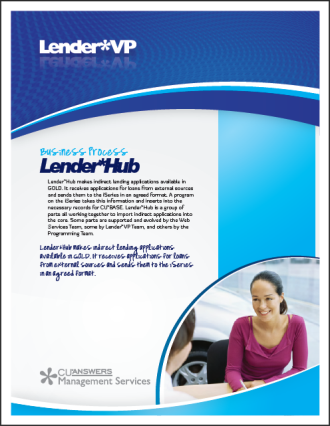 Lender*VP
Business Process
Lender*Hub
Lender*Hub makes indirect lending applications available in
GOLD. It receives applications for loans from external sources
and sends them to the iSeries in an agreed format. A program
on the iSeries takes this information and inserts into the
necessary records for CU*BASE. Lender*Hub is a group of
parts all working together to import indirect applications into
the core. Some parts are supported and evolved by the Web
Services Team, some by Lender*VP Team, and others by the
Programming Team.
Lender*Hub makes indirect lending applications
available in GOLD. It receives applications for loans
from external sources and sends them to the iSeries
in an agreed format.
CU*ANSWERS
Management Services